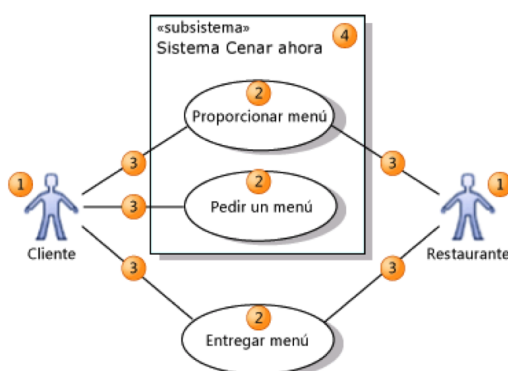 «subsistema»
Sistema Cenar ahora
4
2
Proporcionar menú
3
3
1
1
2
3
Pedir un menú
Cliente
Restaurante
3
3
2
Entregar menú